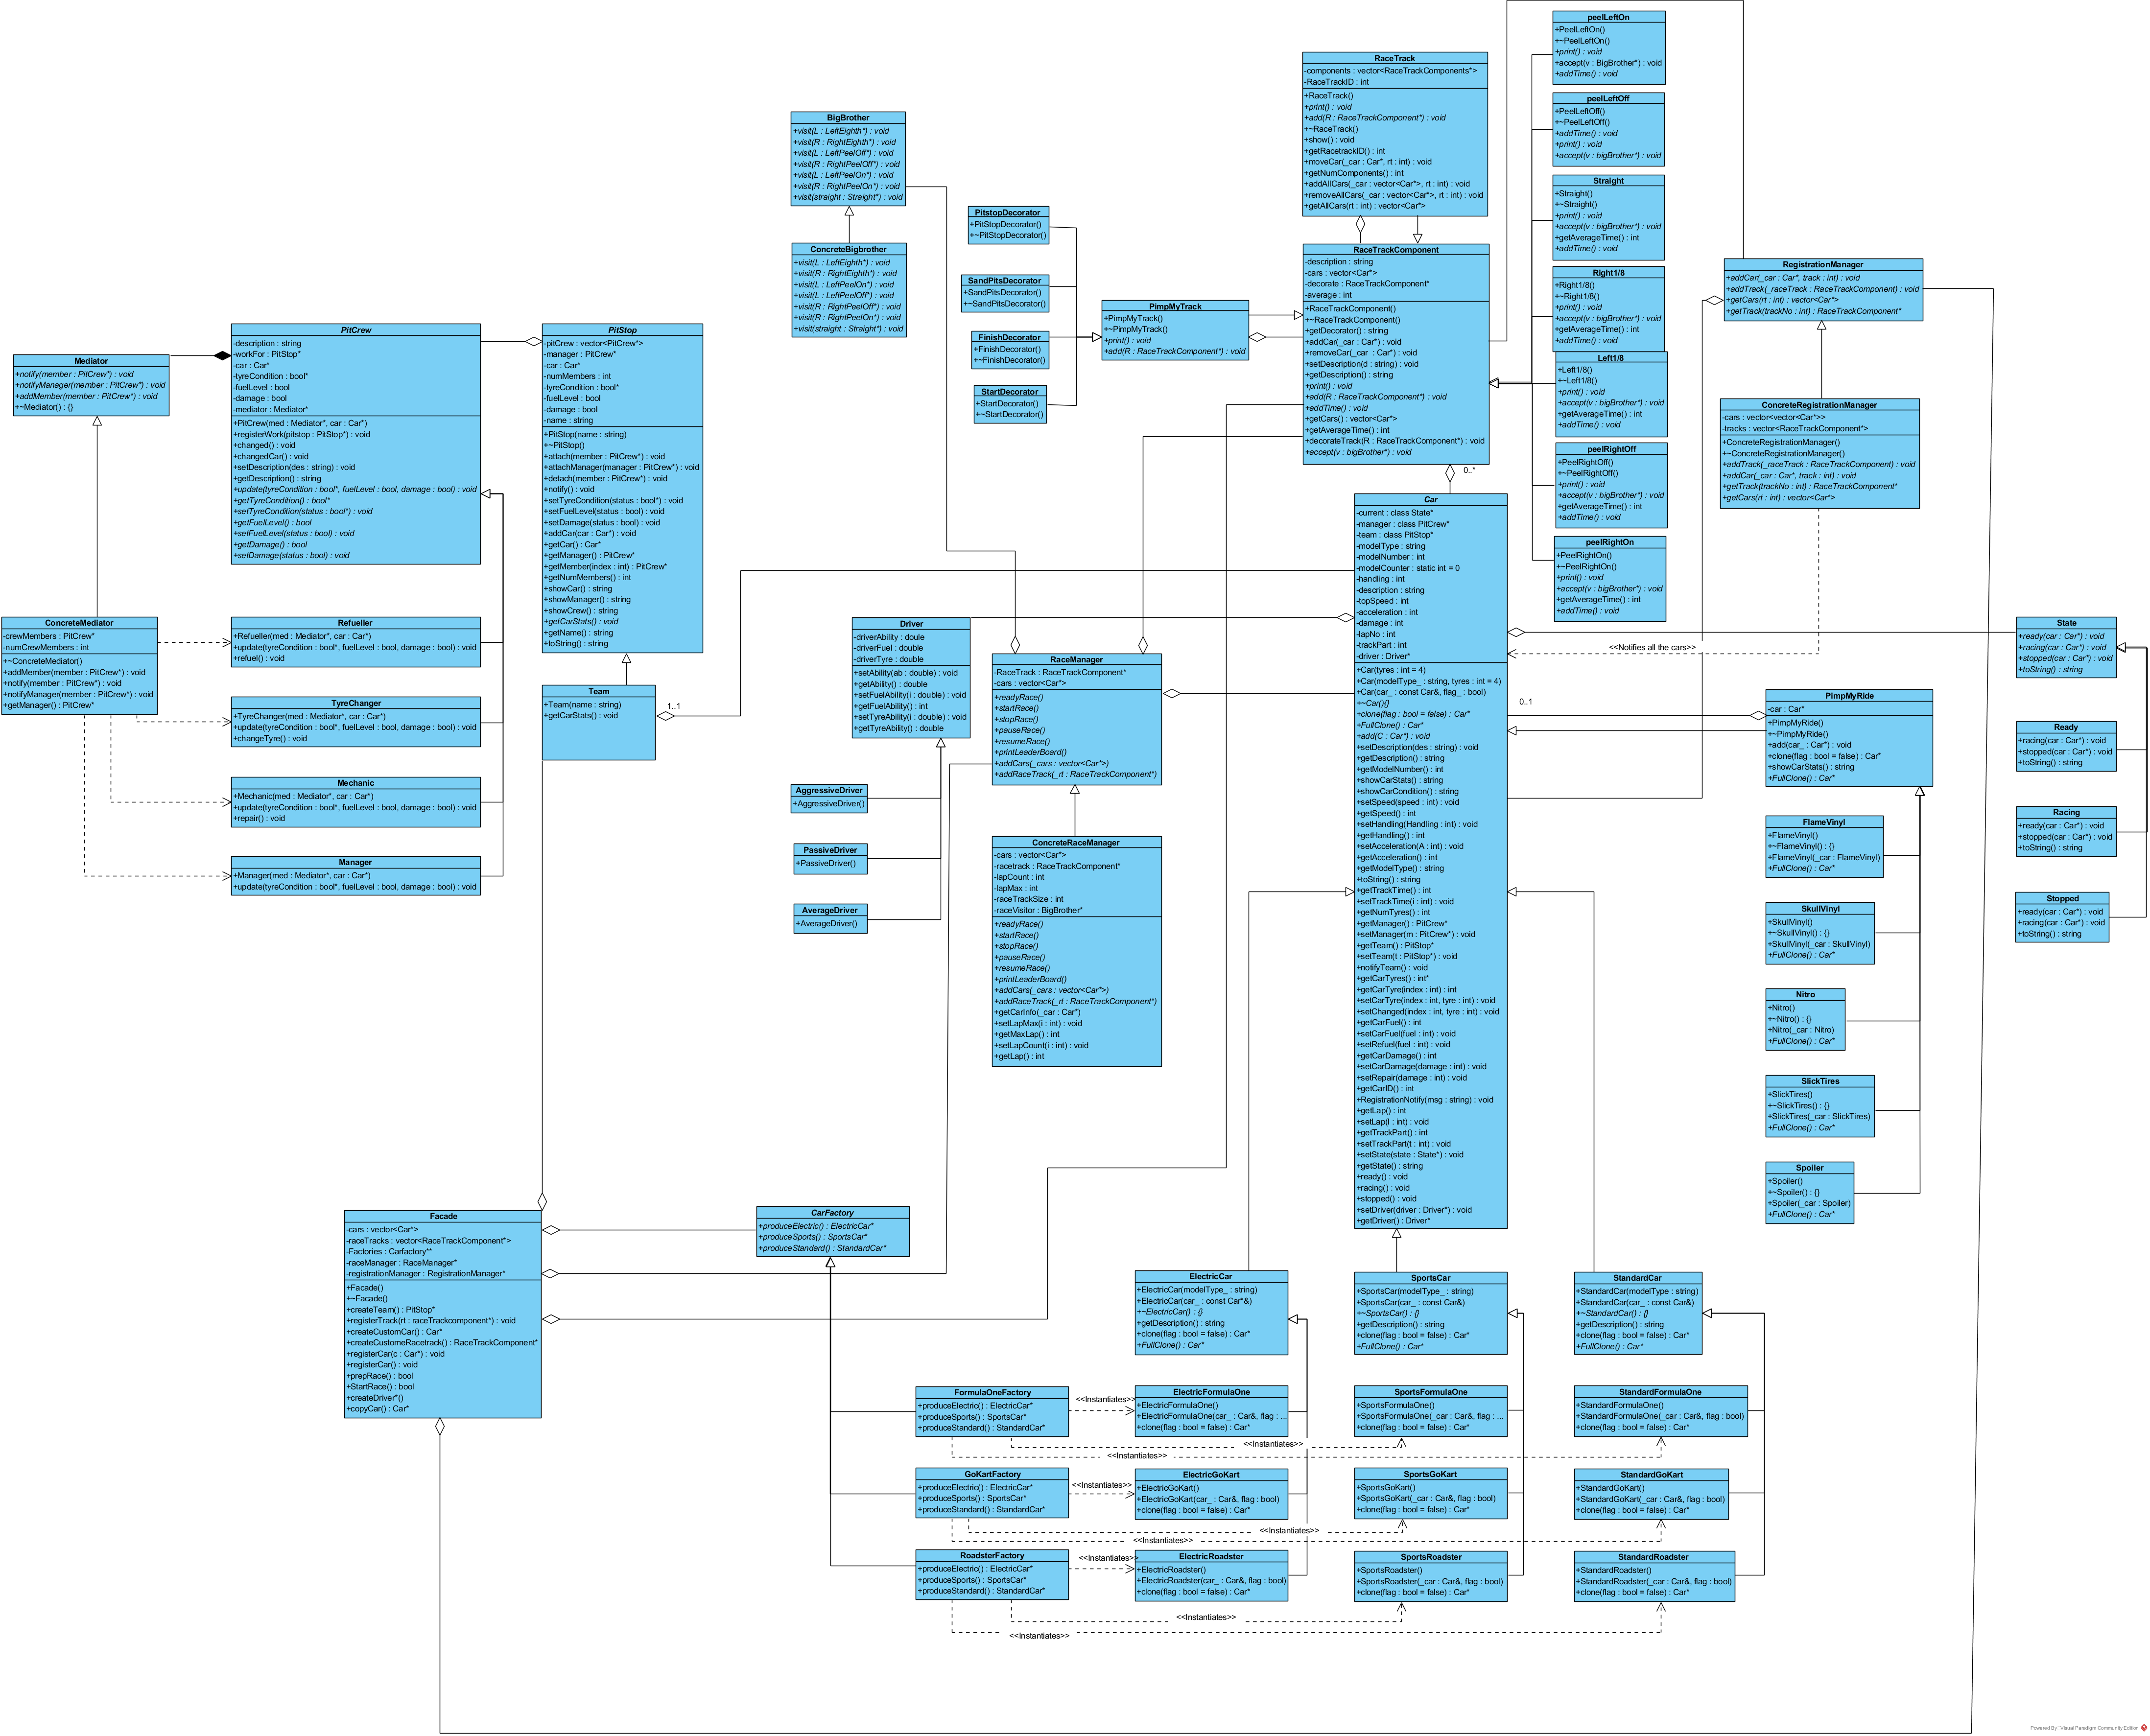 peelLeftOn
+PeelLeftOn()
+~PeelLeftOn()
+print() : void
+accept(v : BigBrother*) : void
+addTime() : void
peelLeftOff
+PeelLeftOff()
+~PeelLeftOff()
+addTime() : void
+print() : void
+accept(v : bigBrother*) : void
Straight
+Straight()
+~Straight()
+print() : void
+accept(v : bigBrother*) : void
+getAverageTime() : int
+addTime() : void
Right1/8
+Right1/8()
+~Right1/8()
+print() : void
+accept(v : bigBrother*) : void
+getAverageTime() : int
+addTime() : void
Left1/8
+Left1/8()
+~Left1/8()
+print() : void
+accept(v : bigBrother*) : void
+getAverageTime() : int
+addTime() : void
peelRightOff
+PeelRightOff()
+~PeelRightOff()
+print() : void
+accept(v : bigBrother*) : void
+getAverageTime() : int
+addTime() : void
peelRightOn
+PeelRightOn()
+~PeelRightOn()
+print() : void
+accept(v : bigBrother*) : void
+getAverageTime() : int
+addTime() : void
RaceTrack
-components : vector<RaceTrackComponents*>
-RaceTrackID : int
+RaceTrack()
+print() : void
+add(R : RaceTrackComponent*) : void
+~RaceTrack()
+show() : void
+getRacetrackID() : int
+moveCar(_car : Car*, rt : int) : void
+getNumComponents() : int
+addAllCars(_car : vector<Car*>, rt : int) : void
+removeAllCars(_car : vector<Car*>, rt : int) : void
+getAllCars(rt : int) : vector<Car*>
BigBrother
+visit(L : LeftEighth*) : void
+visit(R : RightEighth*) : void
+visit(L : LeftPeelOff*) : void
+visit(R : RightPeelOff*) : void
+visit(L : LeftPeelOn*) : void
+visit(R : RightPeelOn*) : void
+visit(straight : Straight*) : void
ConcreteBigbrother
+visit(L : LeftEighth*) : void
+visit(R : RightEighth*) : void
+visit(L : LeftPeelOn*) : void
+visit(L : LeftPeelOff*) : void
+visit(R : RightPeelOff*) : void
+visit(R : RightPeelOn*) : void
+visit(straight : Straight*) : void
PitstopDecorator
+PitStopDecorator()
+~PitStopDecorator()
SandPitsDecorator
+SandPitsDecorator()
+~SandPitsDecorator()
FinishDecorator
+FinishDecorator()
+~FinishDecorator()
StartDecorator
+StartDecorator()
+~StartDecorator()
PimpMyTrack
+PimpMyTrack()
+~PimpMyTrack()
+print() : void
+add(R : RaceTrackComponent*) : void
RaceTrackComponent
-description : string
-cars : vector<Car*>
-decorate : RaceTrackComponent*
-average : int
+RaceTrackComponent()
+~RaceTrackComponent()
+getDecorator() : string
+addCar(_car : Car*) : void
+removeCar(_car : Car*) : void
+setDescription(d : string) : void
+getDescription() : string
+print() : void
+add(R : RaceTrackComponent*) : void
+addTime() : void
+getCars() : vector<Car*>
+getAverageTime() : int
+decorateTrack(R : RaceTrackComponent*) : void
+accept(v : bigBrother*) : void
0..*
RegistrationManager
+addCar(_car : Car*, track : int) : void
+addTrack(_raceTrack : RaceTrackComponent) : void
+getCars(rt : int) : vector<Car*>
+getTrack(trackNo : int) : RaceTrackComponent*
ConcreteRegistrationManager
-cars : vector<vector<Car*>>
-tracks : vector<RaceTrackComponent*>
+ConcreteRegistrationManager()
+~ConcreteRegistrationManager()
+addTrack(_raceTrack : RaceTrackComponent) : void
+addCar(_car : Car*, track : int) : void
+getTrack(trackNo : int) : RaceTrackComponent*
+getCars(rt : int) : vector<Car*>
Mediator
+notify(member : PitCrew*) : void
+notifyManager(member : PitCrew*) : void
+addMember(member : PitCrew*) : void
+~Mediator() : {}
PitCrew
-description : string
-workFor : PitStop*
-car : Car*
-tyreCondition : bool*
-fuelLevel : bool
-damage : bool
-mediator : Mediator*
+PitCrew(med : Mediator*, car : Car*)
+registerWork(pitstop : PitStop*) : void
+changed() : void
+changedCar() : void
+setDescription(des : string) : void
+getDescription() : string
+update(tyreCondition : bool*, fuelLevel : bool, damage : bool) : void
+getTyreCondition() : bool*
+setTyreCondition(status : bool*) : void
+getFuelLevel() : bool
+setFuelLevel(status : bool) : void
+getDamage() : bool
+setDamage(status : bool) : void
PitStop
-pitCrew : vector<PitCrew*>
-manager : PitCrew*
-car : Car*
-numMembers : int
-tyreCondition : bool*
-fuelLevel : bool
-damage : bool
-name : string
+PitStop(name : string)
+~PitStop()
+attach(member : PitCrew*) : void
+attachManager(manager : PitCrew*) : void
+detach(member : PitCrew*) : void
+notify() : void
+setTyreCondition(status : bool*) : void
+setFuelLevel(status : bool) : void
+setDamage(status : bool) : void
+addCar(car : Car*) : void
+getCar() : Car*
+getManager() : PitCrew*
+getMember(index : int) : PitCrew*
+getNumMembers() : int
+showCar() : string
+showManager() : string
+showCrew() : string
+getCarStats() : void
+getName() : string
+toString() : string
ConcreteMediator
-crewMembers : PitCrew*
-numCrewMembers : int
+~ConcreteMediator()
+addMember(member : PitCrew*) : void
+notify(member : PitCrew*) : void
+notifyManager(member : PitCrew*) : void
+getManager() : PitCrew*
Refueller
+Refueller(med : Mediator*, car : Car*)
+update(tyreCondition : bool*, fuelLevel : bool, damage : bool) : void
+refuel() : void
TyreChanger
+TyreChanger(med : Mediator*, car : Car*)
+update(tyreCondition : bool*, fuelLevel : bool, damage : bool) : void
+changeTyre() : void
Mechanic
+Mechanic(med : Mediator*, car : Car*)
+update(tyreCondition : bool*, fuelLevel : bool, damage : bool) : void
+repair() : void
Manager
+Manager(med : Mediator*, car : Car*)
+update(tyreCondition : bool*, fuelLevel : bool, damage : bool) : void
Team
+Team(name : string)
+getCarStats() : void
1..1
Driver
-driverAbility : doule
-driverFuel : double
-driverTyre : double
+setAbility(ab : double) : void
+getAbility() : double
+setFuelAbility(i : double) : void
+getFuelAbility() : int
+setTyreAbility(i : double) : void
+getTyreAbility() : double
AggressiveDriver
+AggressiveDriver()
PassiveDriver
+PassiveDriver()
AverageDriver
+AverageDriver()
RaceManager
-RaceTrack : RaceTrackComponent*
-cars : vector<Car*>
+readyRace()
+startRace()
+stopRace()
+pauseRace()
+resumeRace()
+printLeaderBoard()
+addCars(_cars : vector<Car*>)
+addRaceTrack(_rt : RaceTrackComponent*)
ConcreteRaceManager
-cars : vector<Car*>
-racetrack : RaceTrackComponent*
-lapCount : int
-lapMax : int
-raceTrackSize : int
-raceVisitor : BigBrother*
+readyRace()
+startRace()
+stopRace()
+pauseRace()
+resumeRace()
+printLeaderBoard()
+addCars(_cars : vector<Car*>)
+addRaceTrack(_rt : RaceTrackComponent*)
+getCarInfo(_car : Car*)
+setLapMax(i : int) : void
+getMaxLap() : int
+setLapCount(i : int) : void
+getLap() : int
Car
-current : class State*
-manager : class PitCrew*
-team : class PitStop*
-modelType : string
-modelNumber : int
-modelCounter : static int = 0
-handling : int
-description : string
-topSpeed : int
-acceleration : int
-damage : int
-lapNo : int
-trackPart : int
-driver : Driver*
+Car(tyres : int = 4)
+Car(modelType_ : string, tyres : int = 4)
+Car(car_ : const Car&, flag_ : bool)
+~Car(){}
+clone(flag : bool = false) : Car*
+FullClone() : Car*
+add(C : Car*) : void
+setDescription(des : string) : void
+getDescription() : string
+getModelNumber() : int
+showCarStats() : string
+showCarCondition() : string
+setSpeed(speed : int) : void
+getSpeed() : int
+setHandling(Handling : int) : void
+getHandling() : int
+setAcceleration(A : int) : void
+getAcceleration() : int
+getModelType() : string
+toString() : string
+getTrackTime() : int
+setTrackTime(i : int) : void
+getNumTyres() : int
+getManager() : PitCrew*
+setManager(m : PitCrew*) : void
+getTeam() : PitStop*
+setTeam(t : PitStop*) : void
+notifyTeam() : void
+getCarTyres() : int*
+getCarTyre(index : int) : int
+setCarTyre(index : int, tyre : int) : void
+setChanged(index : int, tyre : int) : void
+getCarFuel() : int
+setCarFuel(fuel : int) : void
+setRefuel(fuel : int) : void
+getCarDamage() : int
+setCarDamage(damage : int) : void
+setRepair(damage : int) : void
+getCarID() : int
+RegistrationNotify(msg : string) : void
+getLap() : int
+setLap(l : int) : void
+getTrackPart() : int
+setTrackPart(t : int) : void
+setState(state : State*) : void
+getState() : string
+ready() : void
+racing() : void
+stopped() : void
+setDriver(driver : Driver*) : void
+getDriver() : Driver*
<<Notifies all the cars>>
0..1
State
+ready(car : Car*) : void
+racing(car : Car*) : void
+stopped(car : Car*) : void
+toString() : string
Ready
+racing(car : Car*) : void
+stopped(car : Car*) : void
+toString() : string
Racing
+ready(car : Car*) : void
+stopped(car : Car*) : void
+toString() : string
Stopped
+ready(car : Car*) : void
+racing(car : Car*) : void
+toString() : string
PimpMyRide
-car : Car*
+PimpMyRide()
+~PimpMyRide()
+add(car_ : Car*) : void
+clone(flag : bool = false) : Car*
+showCarStats() : string
+FullClone() : Car*
FlameVinyl
+FlameVinyl()
+~FlameVinyl() : {}
+FlameVinyl(_car : FlameVinyl)
+FullClone() : Car*
SkullVinyl
+SkullVinyl()
+~SkullVinyl() : {}
+SkullVinyl(_car : SkullVinyl)
+FullClone() : Car*
Nitro
+Nitro()
+~Nitro() : {}
+Nitro(_car : Nitro)
+FullClone() : Car*
SlickTires
+SlickTires()
+~SlickTires() : {}
+SlickTires(_car : SlickTires)
+FullClone() : Car*
Spoiler
+Spoiler()
+~Spoiler() : {}
+Spoiler(_car : Spoiler)
+FullClone() : Car*
Facade
-cars : vector<Car*>
-raceTracks : vector<RaceTrackComponent*>
-Factories : Carfactory**
-raceManager : RaceManager*
-registrationManager : RegistrationManager*
+Facade()
+~Facade()
+createTeam() : PitStop*
+registerTrack(rt : raceTrackcomponent*) : void
+createCustomCar() : Car*
+createCustomeRacetrack() : RaceTrackComponent*
+registerCar(c : Car*) : void
+registerCar() : void
+prepRace() : bool
+StartRace() : bool
+createDriver*()
+copyCar() : Car*
CarFactory
+produceElectric() : ElectricCar*
+produceSports() : SportsCar*
+produceStandard() : StandardCar*
ElectricCar
+ElectricCar(modelType_ : string)
+ElectricCar(car_ : const Car*&)
+~ElectricCar() : {}
+getDescription() : string
+clone(flag : bool = false) : Car*
+FullClone() : Car*
SportsCar
+SportsCar(modelType_ : string)
+SportsCar(car_ : const Car&)
+~SportsCar() : {}
+getDescription() : string
+clone(flag : bool = false) : Car*
+FullClone() : Car*
StandardCar
+StandardCar(modelType : string)
+StandardCar(car_ : const Car&)
+~StandardCar() : {}
+getDescription() : string
+clone(flag : bool = false) : Car*
+FullClone() : Car*
FormulaOneFactory
+produceElectric() : ElectricCar*
+produceSports() : SportsCar*
+produceStandard() : StandardCar*
<<Instantiates>>
ElectricFormulaOne
+ElectricFormulaOne()
+ElectricFormulaOne(car_ : Car&, flag : ...
+clone(flag : bool = false) : Car*
SportsFormulaOne
+SportsFormulaOne()
+SportsFormulaOne(_car : Car&, flag : ...
+clone(flag : bool = false) : Car*
StandardFormulaOne
+StandardFormulaOne()
+StandardFormulaOne(_car : Car&, flag : bool)
+clone(flag : bool = false) : Car*
<<Instantiates>>
<<Instantiates>>
GoKartFactory
+produceElectric() : ElectricCar*
+produceSports() : SportsCar*
+produceStandard() : StandardCar*
<<Instantiates>>
ElectricGoKart
+ElectricGoKart()
+ElectricGoKart(car_ : Car&, flag : bool)
+clone(flag : bool = false) : Car*
SportsGoKart
+SportsGoKart()
+SportsGoKart(_car : Car&, flag : bool)
+clone(flag : bool = false) : Car*
StandardGoKart
+StandardGoKart()
+StandardGoKart(_car : Car&, flag : bool)
+clone(flag : bool = false) : Car*
<<Instantiates>>
<<Instantiates>>
RoadsterFactory
+produceElectric() : ElectricCar*
+produceSports() : SportsCar*
+produceStandard() : StandardCar*
<<Instantiates>>
ElectricRoadster
+ElectricRoadster()
+ElectricRoadster(car_ : Car&, flag : bool)
+clone(flag : bool = false) : Car*
SportsRoadster
+SportsRoadster()
+SportsRoadster(_car : Car&, flag : bool)
+clone(flag : bool = false) : Car*
StandardRoadster
+StandardRoadster()
+StandardRoadster(_car : Car&, flag : bool)
+clone(flag : bool = false) : Car*
<<Instantiates>>
<<Instantiates>>
Powered By Visual Paradigm Community Edition